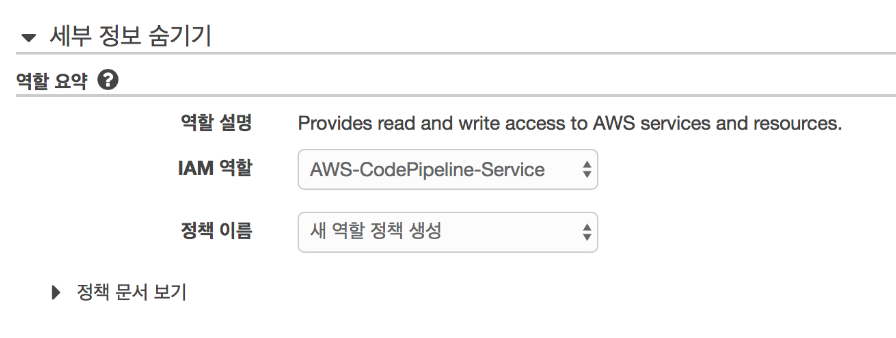 세부 정보 숨기기
역할 요약 ?
역할 설명 Provides read and write access to AWS services and resources.
IAM 역할 AWS-CodePipeline-Service
정책 이름 새 역할 정책 생성
정책 문서 보기